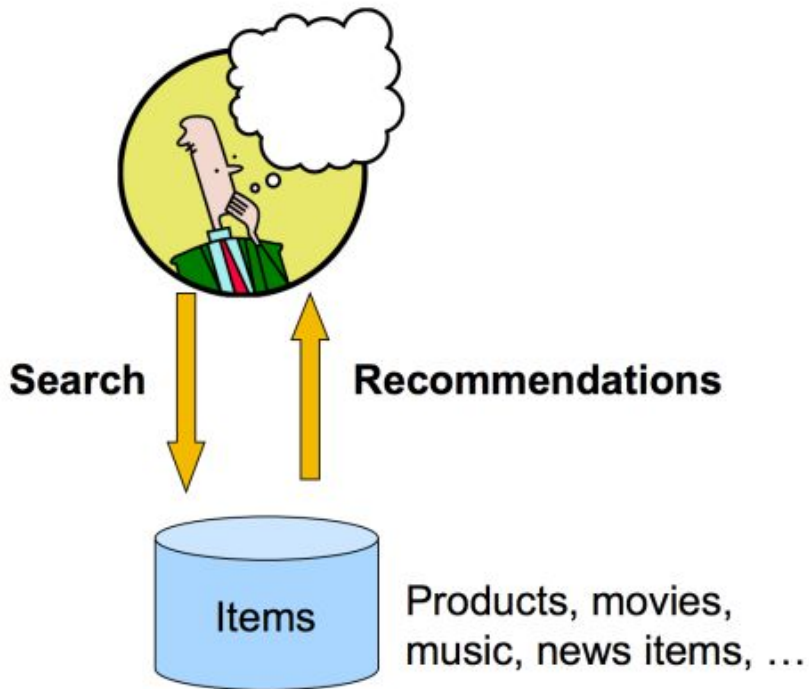 Search
Recommendations
Items
Products, movies,
music, news items, …